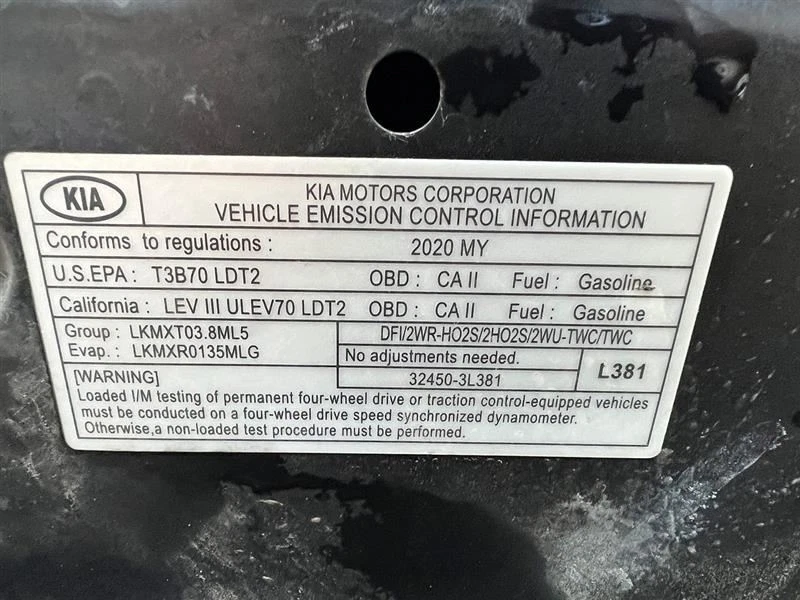 KIA
KIA MOTORS CORPORATION
VEHICLE EMISSION CONTROL INFORMATION
Conforms to regulations : 2020 MY
U.S.EPA : T3B70 LDT2 OBD : CA II Fuel : Gasoline
California : LEV III ULEV70 LDT2 OBD : CA II Fuel : Gasoline
Group : LKMXT03.8ML5 DFI/2WR-HO2S/2HO2S/2WU-TWC/TWC
Evap. : LKMXR0135MLG No adjustments needed. L381
32450-3L381
[WARNING]
Loaded I/M testing of permanent four-wheel drive or traction control-equipped vehicles
must be conducted on a four-wheel drive speed synchronized dynamometer.
Otherwise,a non-loaded test procedure must be performed.